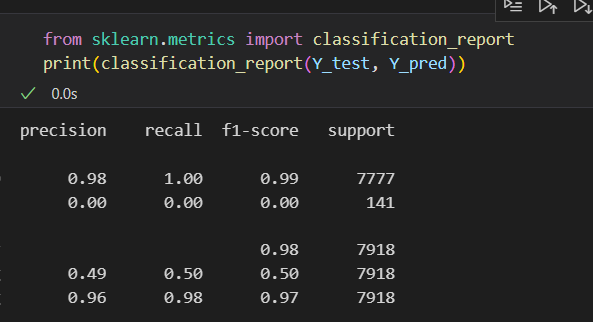 from sklearn.metrics import classification_report
print(classification_report(Y_test, Y_pred))
0.0s
precision recall f1-score support
0.98 1.00 0.99 7777
0.00 0.00 0.00 141
0.98 7918
0.49 0.50 0.50 7918
0.96 0.98 0.97 7918